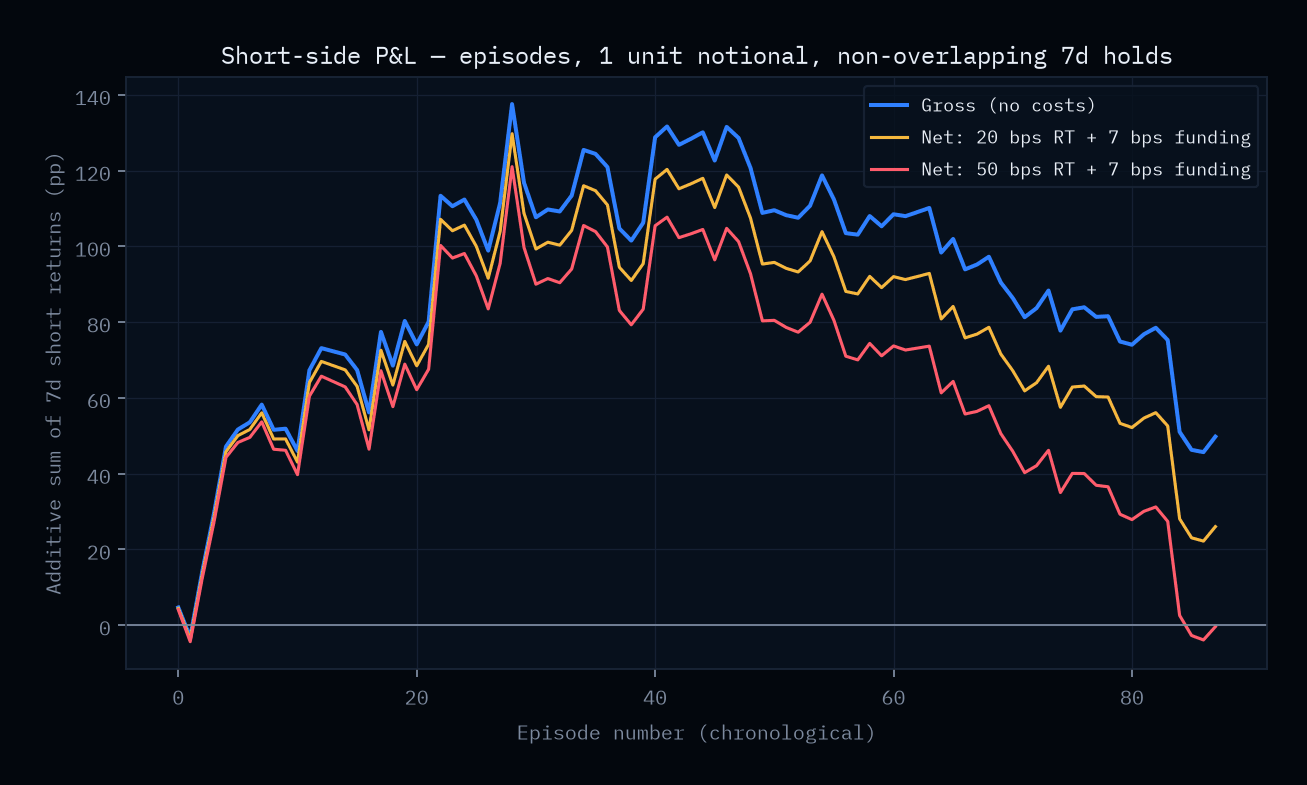 Short-side P&L — episodes, 1 unit notional, non-overlapping 7d holds
Gross (no costs)
Net: 20 bps RT + 7 bps funding
Net: 50 bps RT + 7 bps funding
Additive sum of 7d short returns (pp)
140
120
100
80
60
40
20
0
0 20 40 60 80
Episode number (chronological)